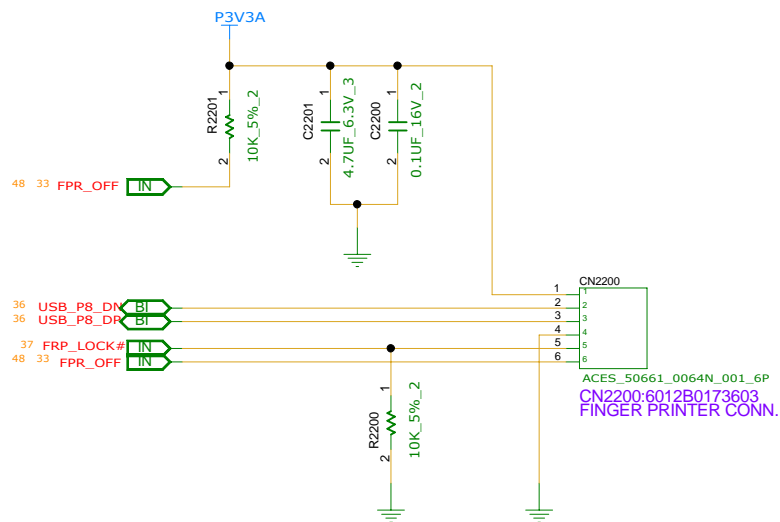 P3V3A
1
R2201
10K_5%_2
2
1
C2201
4.7UF_6.3V_3
2
1
C2200
0.1UF_16V_2
2
48 33 FPR_OFF IN
CN2200
36 USB_P8_DN BI
36 USB_P8_DP BI
37 FRP_LOCK# IN
48 33 FPR_OFF IN
1 1
2 2
3 3
4 4
5 5
6 6
ACES_50661_0064N_001_6P
CN2200:6012B0173603
FINGER PRINTER CONN.
1
R2200
10K_5%_2
2